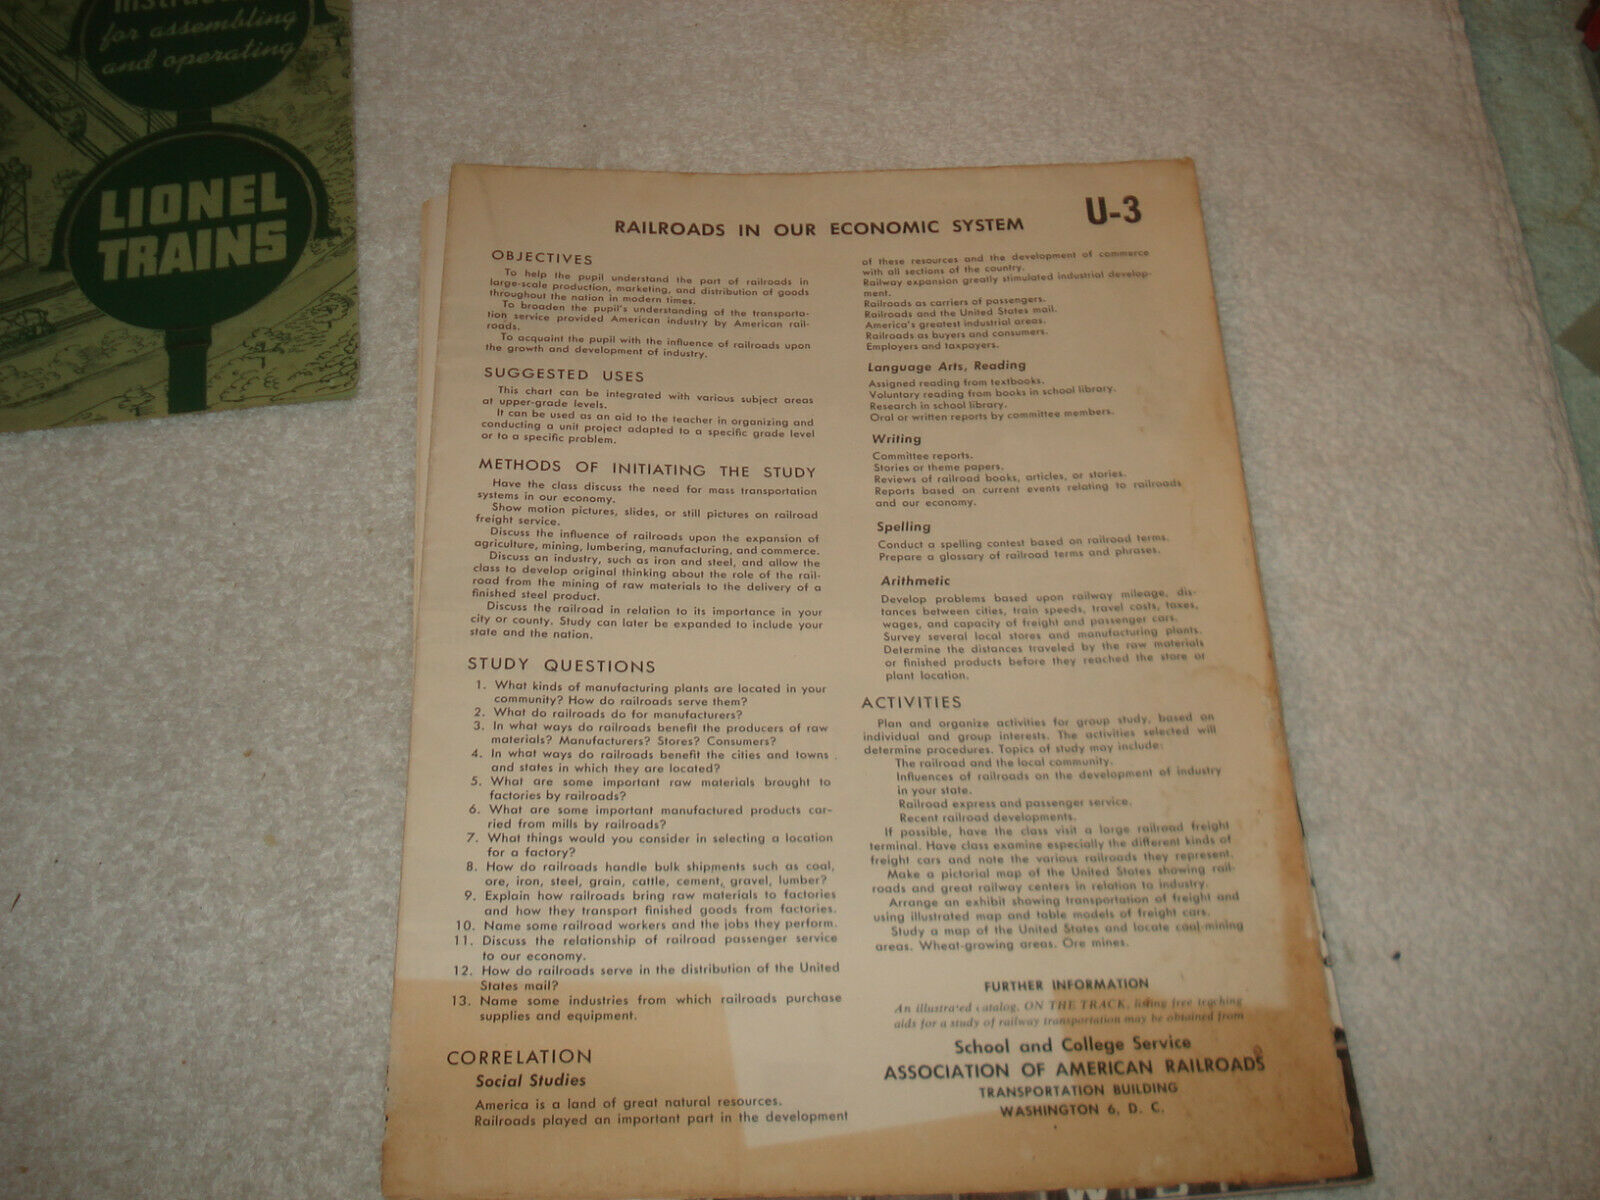 for assembling
and operating
LIONEL
TRAINS
U-3
RAILROADS IN OUR ECONOMIC SYSTEM
OBJECTIVES
To help the pupil understand the part of railroads in
large-scale production, marketing, and distribution of goods
throughout the nation in modern times.
To broaden the pupil's understanding of the transporta-
tion service provided American industry by American rail-
roads.
To acquaint the pupil with the influence of railroads upon
the growth and development of industry.
SUGGESTED USES
This chart can be integrated with various subject areas
at upper-grade levels.
It can be used as an aid to the teacher in organizing and
conducting a unit project adapted to a specific grade level
or to a specific problem.
METHODS OF INITIATING THE STUDY
Have the class discuss the need for mass transportation
systems in our economy.
Show motion pictures, slides, or still pictures on railroad
freight service.
Discuss the influence of railroads upon the expansion of
agriculture, mining, lumbering, manufacturing, and commerce.
Discuss an industry, such as iron and steel, and allow the
class to develop original thinking about the role of the rail-
road from the mining of raw materials to the delivery of a
finished steel product.
Discuss the railroad in relation to its importance in your
city or county. Study can later be expanded to include your
state and the nation.
STUDY QUESTIONS
1. What kinds of manufacturing plants are located in your
community? How do railroads serve them?
2. What do railroads do for manufacturers?
3. In what ways do railroads benefit the producers of raw
materials? Manufacturers? Stores? Consumers?
4. In what ways do railroads benefit the cities and towns
and states in which they are located?
5. What are some important raw materials brought to
factories by railroads?
6. What are some important manufactured products car-
ried from mills by railroads?
7. What things would you consider in selecting a location
for a factory?
8. How do railroads handle bulk shipments such as coal,
ore, iron, steel, grain, cattle, cement, gravel, lumber?
9. Explain how railroads bring raw materials to factories
and how they transport finished goods from factories.
10. Name some railroad workers and the jobs they perform.
11. Discuss the relationship of railroad passenger service
to our economy.
12. How do railroads serve in the distribution of the United
States mail?
13. Name some industries from which railroads purchase
supplies and equipment.
CORRELATION
Social Studies
America is a land of great natural resources.
Railroads played an important part in the development
of these resources and the development of commerce
with all sections of the country.
Railway expansion greatly stimulated industrial develop-
ment.
Railroads as carriers of passengers.
Railroads and the United States mail.
America's greatest industrial areas.
Railroads as buyers and consumers.
Employers and taxpayers.
Language Arts, Reading
Assigned reading from textbooks.
Voluntary reading from books in school library.
Research in school library.
Oral or written reports by committee members.
Writing
Committee reports.
Stories or theme papers.
Reviews of railroad books, articles, or stories.
Reports based on current events relating to railroads
and our economy.
Spelling
Conduct a spelling contest based on railroad terms.
Prepare a glossary of railroad terms and phrases.
Arithmetic
Develop problems based upon railway mileage, dis-
tances between cities, train speeds, travel costs, taxes,
wages, and capacity of freight and passenger cars.
Survey several local stores and manufacturing plants.
Determine the distances traveled by the raw materials
or finished products before they reached the store or
plant location.
ACTIVITIES
Plan and organize activities for group study, based on
individual and group interests. The activities selected will
determine procedures. Topics of study may include:
The railroad and the local community.
Influences of railroads on the development of industry
in your state.
Railroad express and passenger service.
Recent railroad developments.
If possible, have the class visit a large railroad freight
terminal. Have class examine especially the different kinds of
freight cars and note the various railroads they represent.
Make a pictorial map of the United States showing rail-
roads and great railway centers in relation to industry.
Arrange an exhibit showing transportation of freight and
using illustrated map and table models of freight cars.
Study a map of the United States and locate coal-mining
areas. Wheat-growing areas. Ore mines.
FURTHER INFORMATION
An illustrated catalog, ON THE TRACK, listing free teaching
aids for a study of railway transportation may be obtained from
School and College Service
ASSOCIATION OF AMERICAN RAILROADS
TRANSPORTATION BUILDING
WASHINGTON 6, D. C.